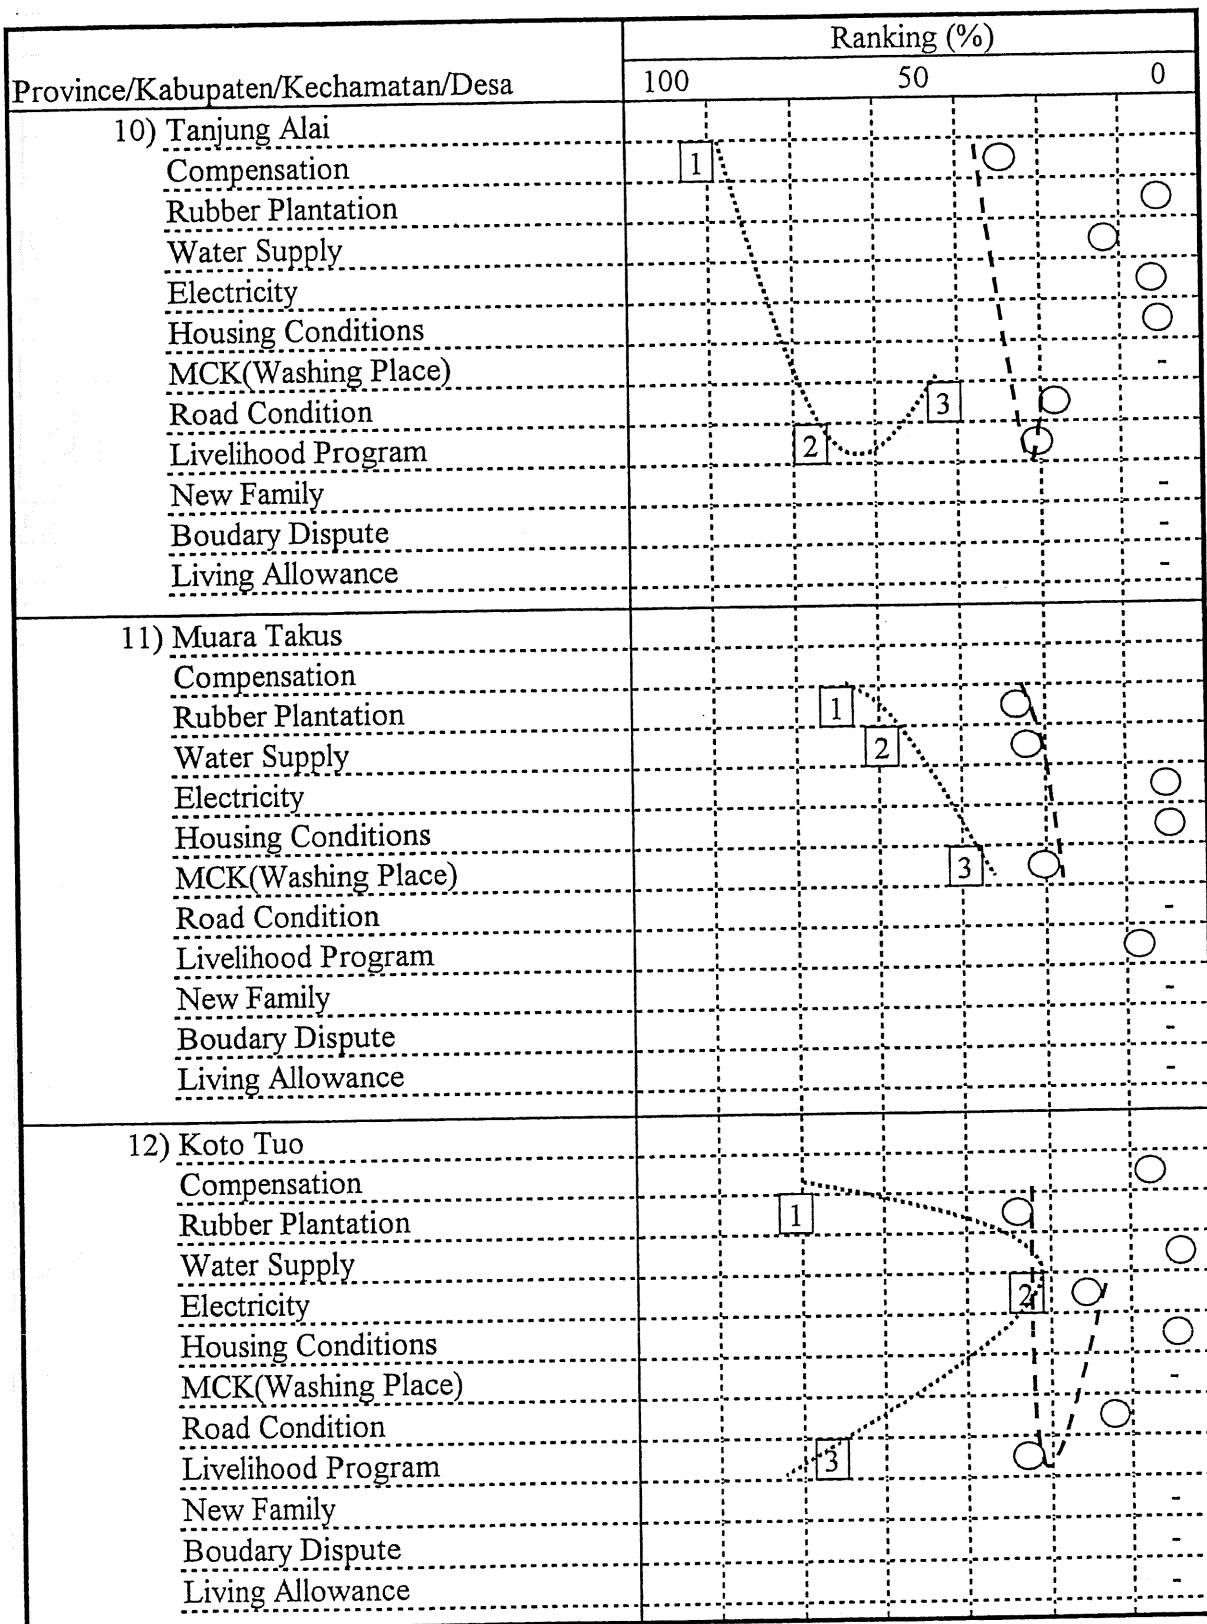 Ranking (%)
Province/Kabupaten/Kechamatan/Desa 100 50 0
10) Tanjung Alai
Compensation 1
Rubber Plantation
Water Supply
Electricity
Housing Conditions
MCK(Washing Place) -
Road Condition 3
Livelihood Program 2
New Family -
Boudary Dispute -
Living Allowance -
11) Muara Takus
Compensation
Rubber Plantation 1
Water Supply 2
Electricity
Housing Conditions
MCK(Washing Place) 3
Road Condition -
Livelihood Program
New Family -
Boudary Dispute -
Living Allowance -
12) Koto Tuo
Compensation
Rubber Plantation 1
Water Supply
Electricity 2
Housing Conditions
MCK(Washing Place) -
Road Condition
Livelihood Program 3
New Family -
Boudary Dispute -
Living Allowance -